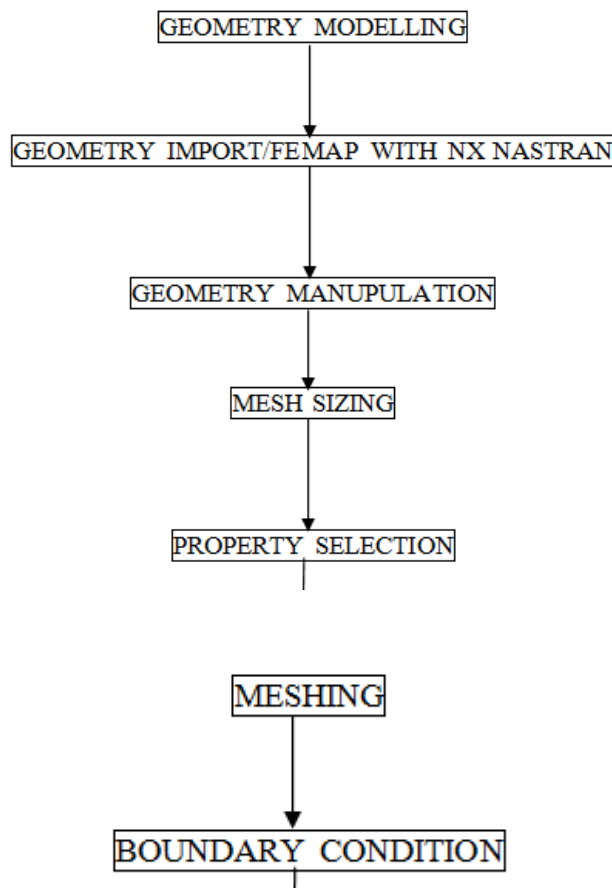 GEOMETRY MODELLING
GEOMETRY IMPORT/FEMAP WITH NX NASTRAN
GEOMETRY MANUPULATION
MESH SIZING
PROPERTY SELECTION
MESHING
BOUNDARY CONDITION